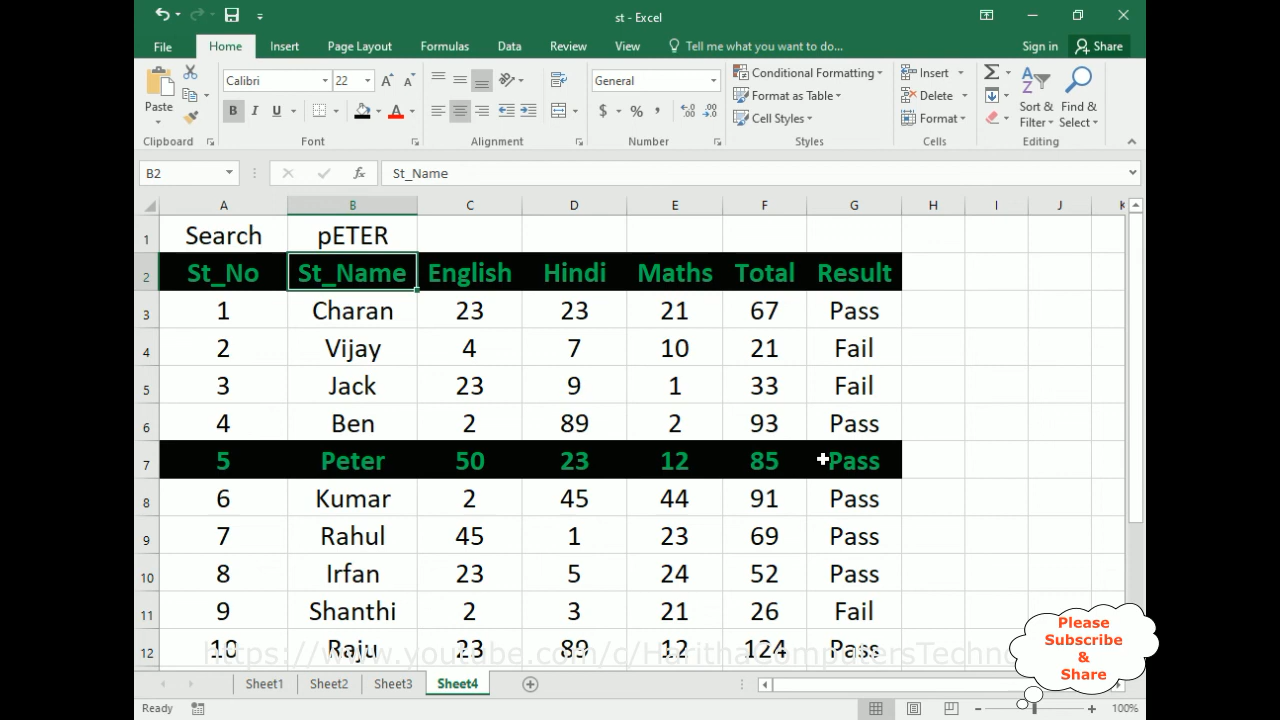 st - Excel
File Home Insert Page Layout Formulas Data Review View Tell me what you want to do... Sign in Share
Calibri 22 General Conditional Formatting Insert
Paste B I U A $ % , Format as Table Delete Sort & Find &
Cell Styles Format Filter Select
Clipboard Font Alignment Number Styles Cells Editing
B2 fx St_Name
A B C D E F G H I J K
1 Search pETER
2 St_No St_Name English Hindi Maths Total Result
3 1 Charan 23 23 21 67 Pass
4 2 Vijay 4 7 10 21 Fail
5 3 Jack 23 9 1 33 Fail
6 4 Ben 2 89 2 93 Pass
7 5 Peter 50 23 12 85 Pass
8 6 Kumar 2 45 44 91 Pass
9 7 Rahul 45 1 23 69 Pass
10 8 Irfan 23 5 24 52 Pass
11 9 Shanthi 2 3 21 26 Fail
12 10 Raju 23 89 12 124 Pass
https://www.youtube.com/c/HarithaComputersTechno
Please
Subscribe
&
Share
Sheet1 Sheet2 Sheet3 Sheet4
Ready 100%